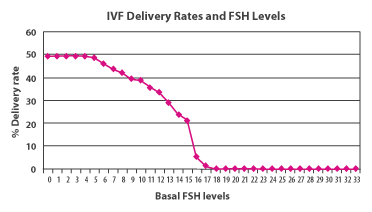 IVF Delivery Rates and FSH Levels
60
50
40
30
20
10
0
% Delivery rate
0 1 2 3 4 5 6 7 8 9 10 11 12 13 14 15 16 17 18 19 20 21 22 23 24 25 26 27 28 29 30 31 32 33
Basal FSH levels